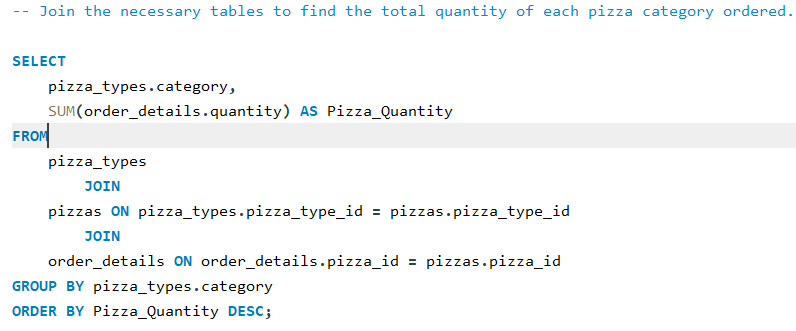 -- Join the necessary tables to find the total quantity of each pizza category ordered.
SELECT
pizza_types.category,
SUM(order_details.quantity) AS Pizza_Quantity
FROM
pizza_types
JOIN
pizzas ON pizza_types.pizza_type_id = pizzas.pizza_type_id
JOIN
order_details ON order_details.pizza_id = pizzas.pizza_id
GROUP BY pizza_types.category
ORDER BY Pizza_Quantity DESC;